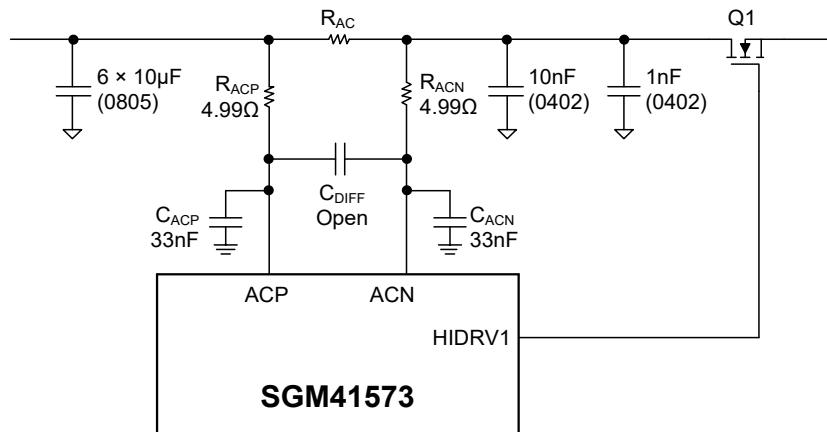 R_AC
Q1
6 × 10µF
(0805)
R_ACP
4.99Ω
R_ACN
4.99Ω
10nF
(0402)
1nF
(0402)
C_DIFF
Open
C_ACP
33nF
C_ACN
33nF
ACP
ACN
HIDRV1
SGM41573